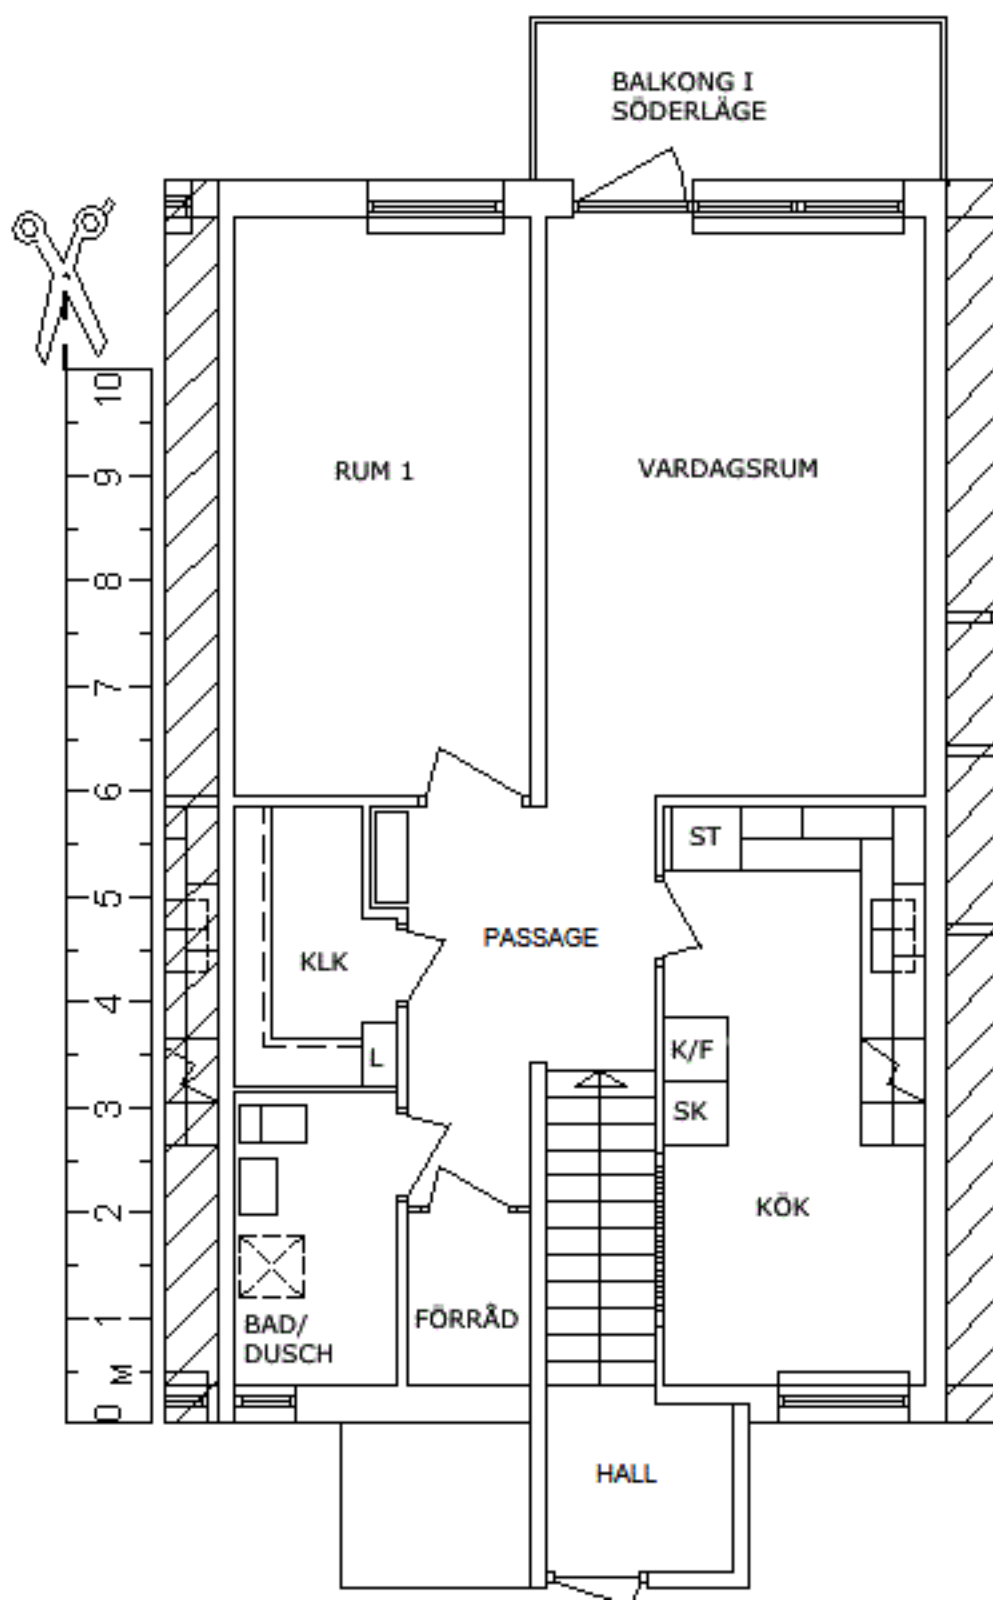 BALKONG I
SÖDERLÄGE
RUM 1
VARDAGSRUM
ST
PASSAGE
KLK
L
K/F
SK
KÖK
BAD/
DUSCH
FÖRRÅD
HALL
10
9
8
7
6
5
4
3
2
1
M
0